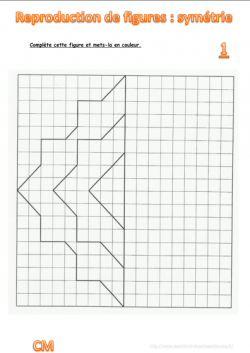 Reproduction de figures : symétrie
Complète cette figure et mets-la en couleur.
1
CM